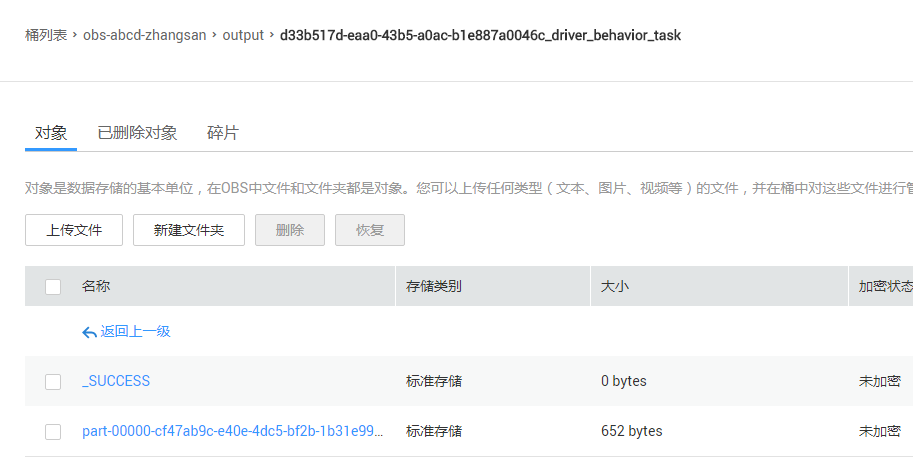 桶列表 › obs-abcd-zhangsan › output › d33b517d-eaa0-43b5-a0ac-b1e887a0046c_driver_behavior_task
对象 已删除对象 碎片
对象是数据存储的基本单位，在OBS中文件和文件夹都是对象。您可以上传任何类型（文本、图片、视频等）的文件，并在桶中对这些文件进行管
上传文件 新建文件夹 删除 恢复
名称 存储类别 大小 加密状态
返回上一级
_SUCCESS 标准存储 0 bytes 未加密
part-00000-cf47ab9c-e40e-4dc5-bf2b-1b31e99... 标准存储 652 bytes 未加密